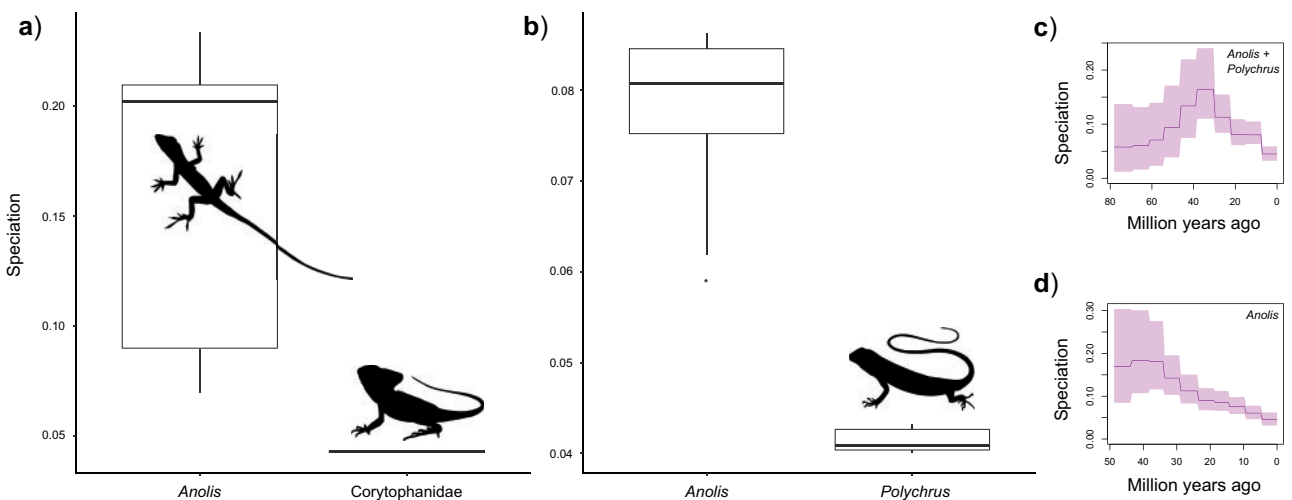 a)
Speciation
0.20
0.15
0.10
0.05
Anolis
Corytophanidae
b)
0.08
0.07
0.06
0.05
0.04
Anolis
Polychrus
c)
Speciation
0.20
0.10
0.00
Anolis +
Polychrus
80
60
40
20
0
Million years ago
d)
Speciation
0.30
0.20
0.10
0.00
Anolis
50
40
30
20
10
0
Million years ago